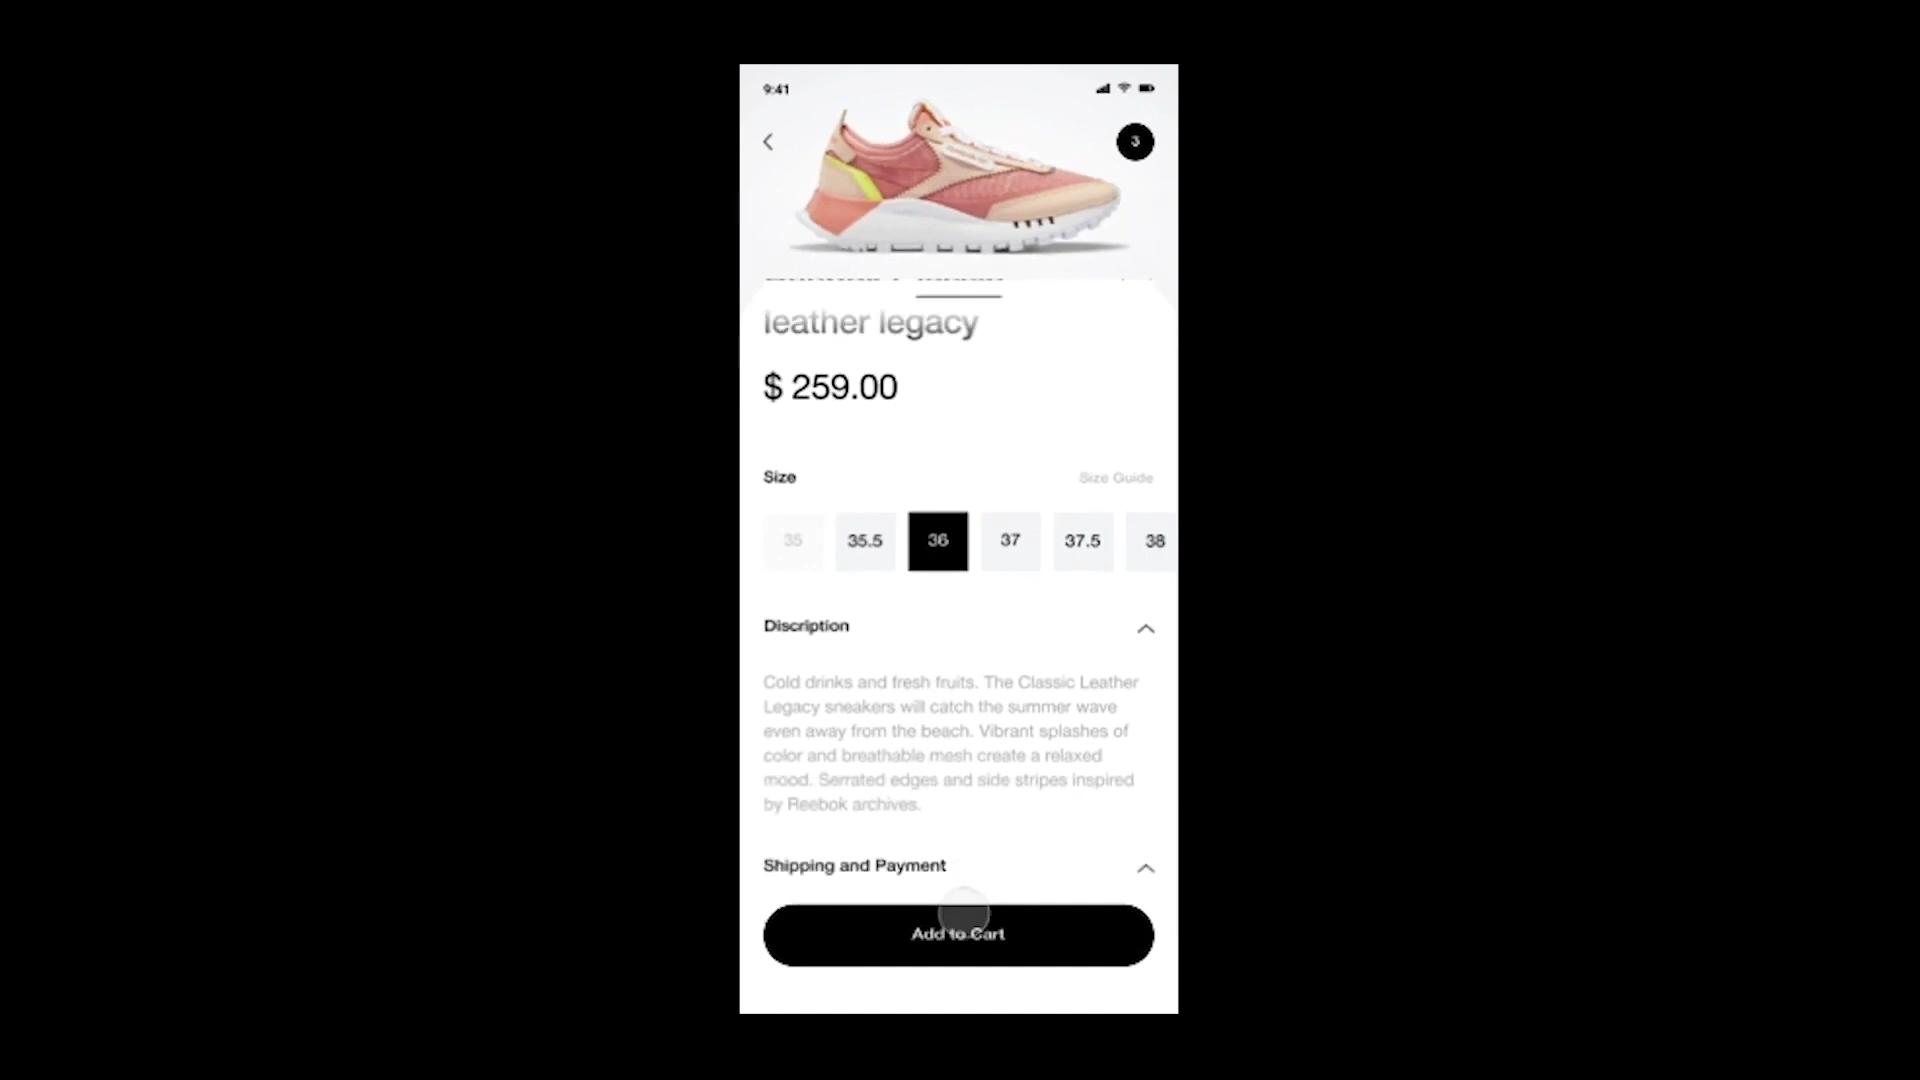 9:41
3
leather legacy
$ 259.00
Size
Size Guide
35
35.5
36
37
37.5
38
Discription
Cold drinks and fresh fruits. The Classic Leather
Legacy sneakers will catch the summer wave
even away from the beach. Vibrant splashes of
color and breathable mesh create a relaxed
mood. Serrated edges and side stripes inspired
by Reebok archives.
Shipping and Payment
Add to Cart